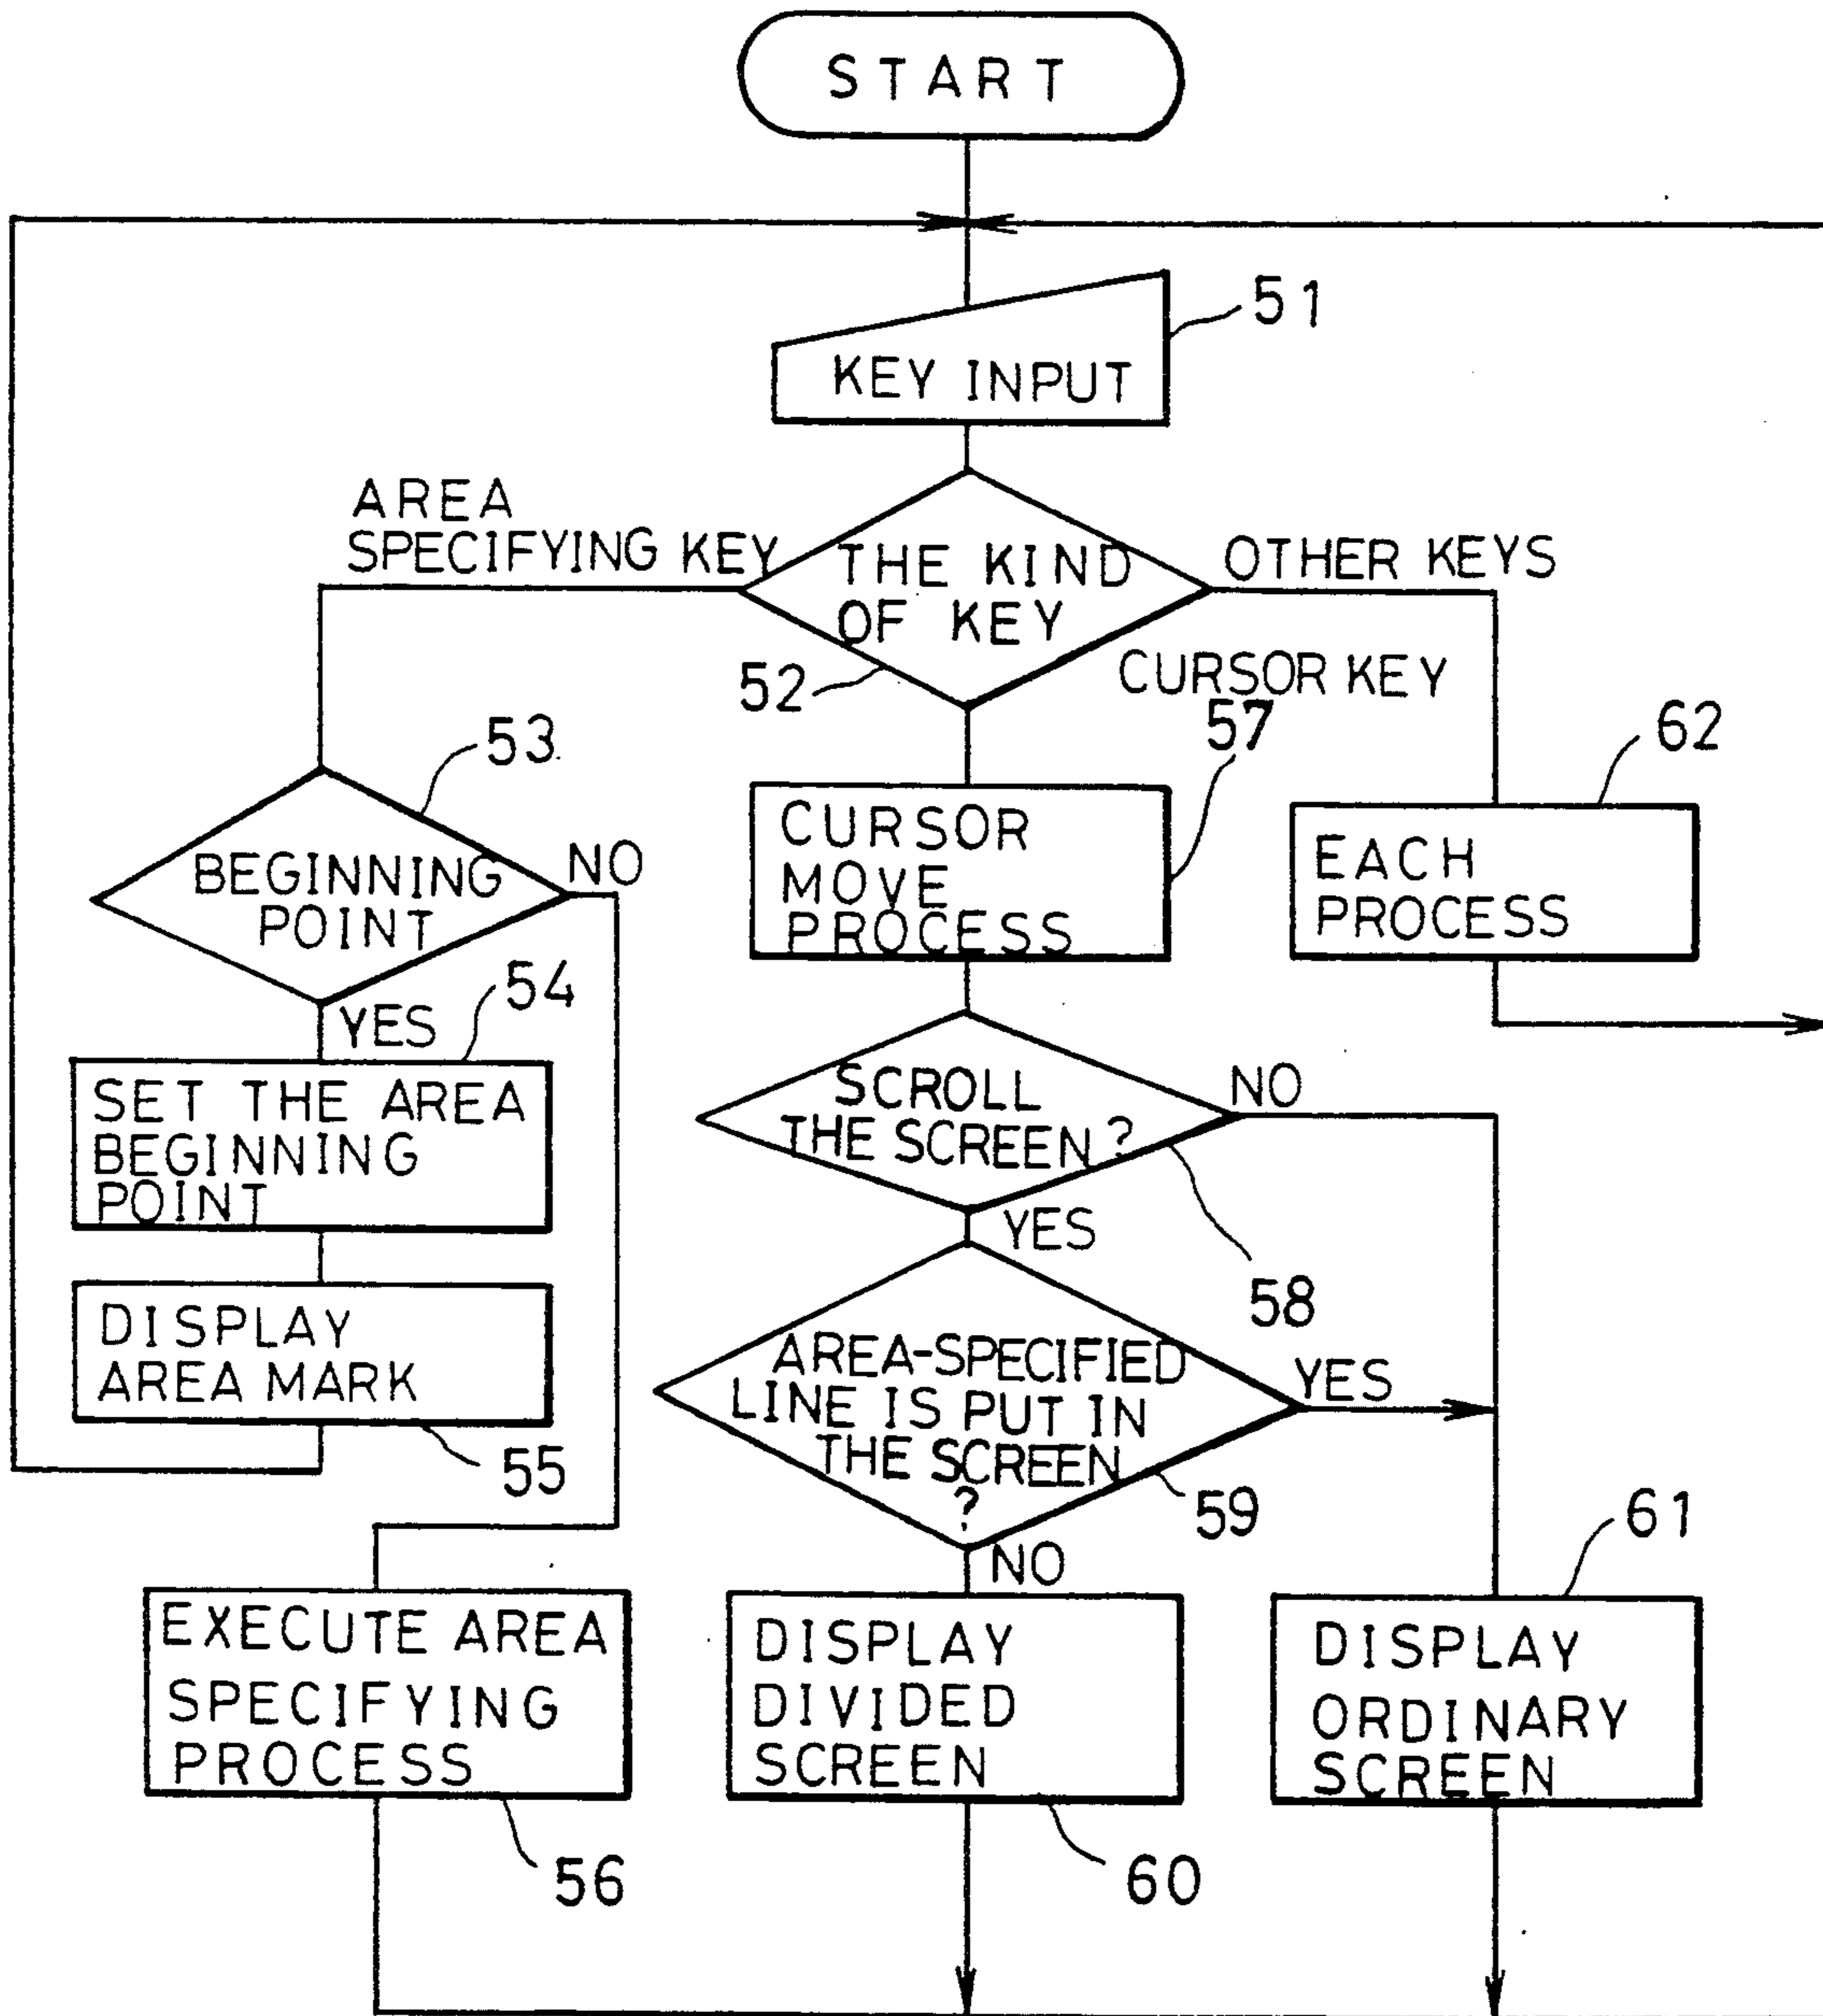 START
51
KEY INPUT
AREA
SPECIFYING KEY
THE KIND
OF KEY
OTHER KEYS
52
CURSOR KEY
57
62
53
BEGINNING
POINT
NO
CURSOR
MOVE
PROCESS
EACH
PROCESS
54
YES
SET THE AREA
BEGINNING
POINT
SCROLL
THE SCREEN ?
NO
YES
58
DISPLAY
AREA MARK
55
AREA-SPECIFIED
LINE IS PUT IN
THE SCREEN
?
YES
59
NO
61
EXECUTE AREA
SPECIFYING
PROCESS
56
DISPLAY
DIVIDED
SCREEN
60
DISPLAY
ORDINARY
SCREEN